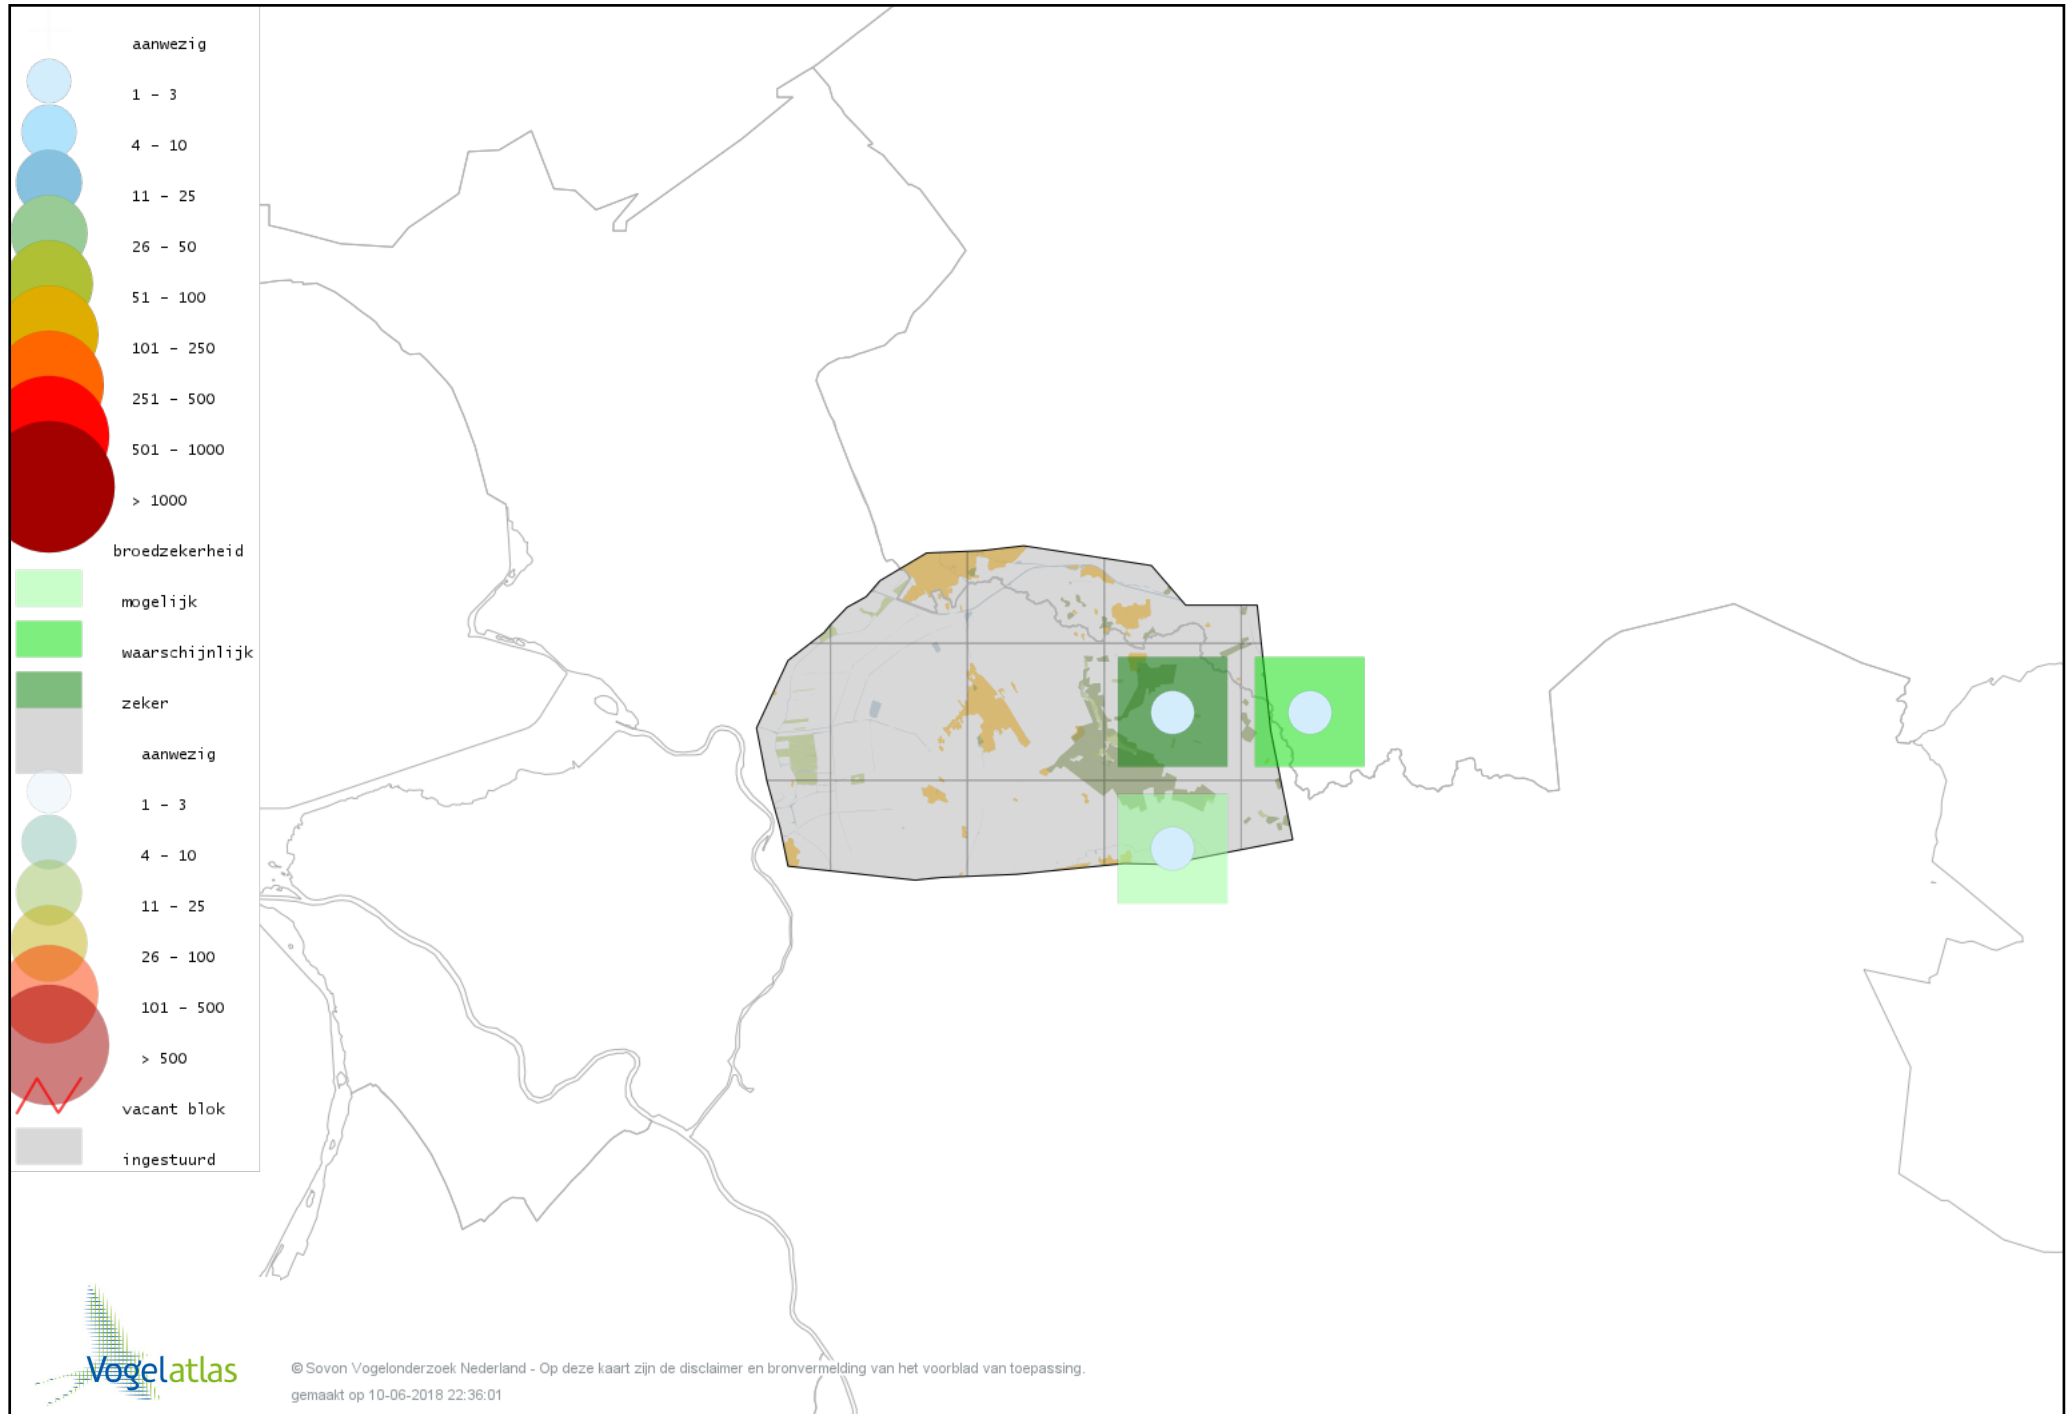 aanwezig
1 - 3
4 - 10
11 - 25
26 - 50
51 - 100
101 - 250
251 - 500
501 - 1000
> 1000
broedzekerheid
mogelijk
waarschijnlijk
zeker
aanwezig
1 - 3
4 - 10
11 - 25
26 - 100
101 - 500
> 500
vacant blok
ingestuurd
Vogelatlas
© Sovon Vogelonderzoek Nederland - Op deze kaart zijn de disclaimer en bronvermelding van het voorblad van toepassing.
gemaakt op 10-06-2018 22:36:01